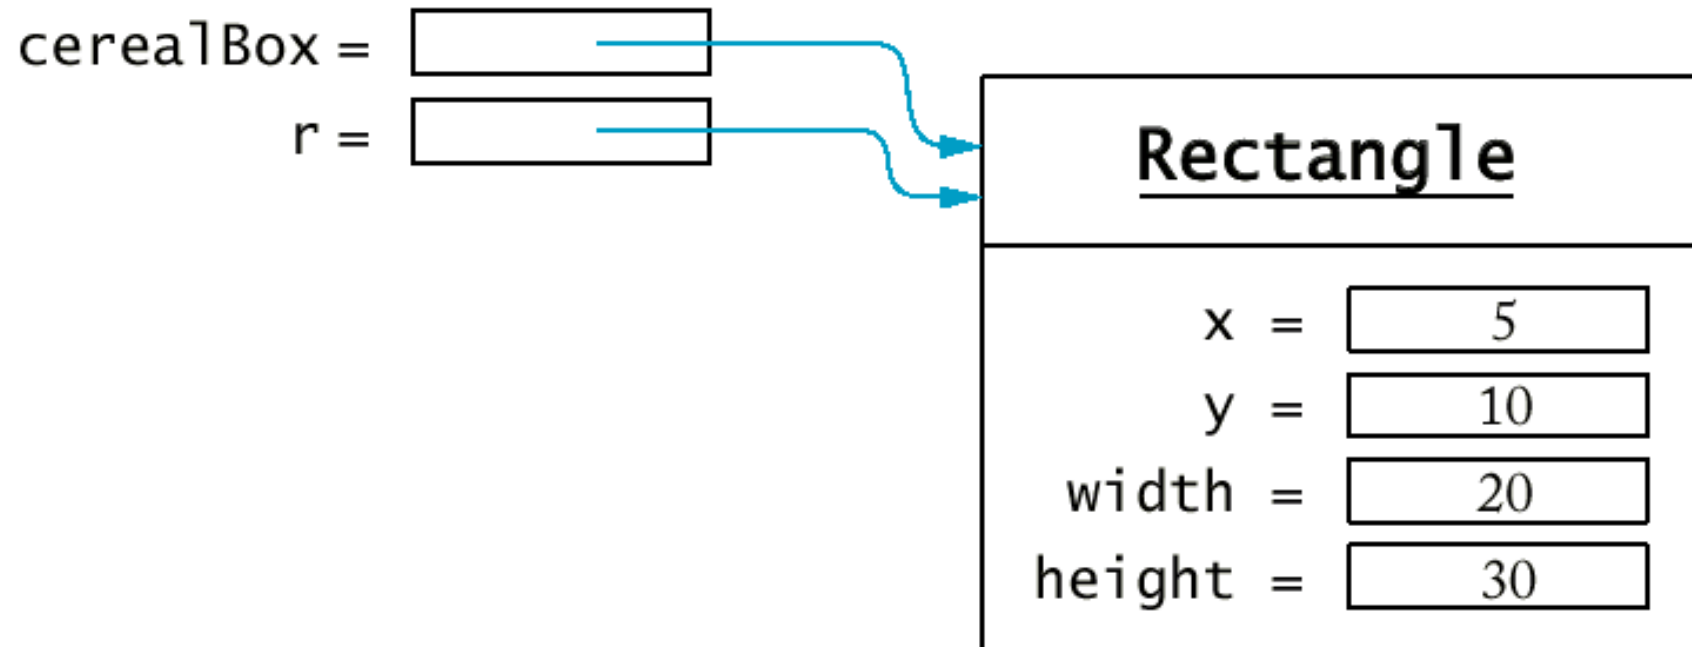 cerealBox =
r =
Rectangle
x = 5
y = 10
width = 20
height = 30